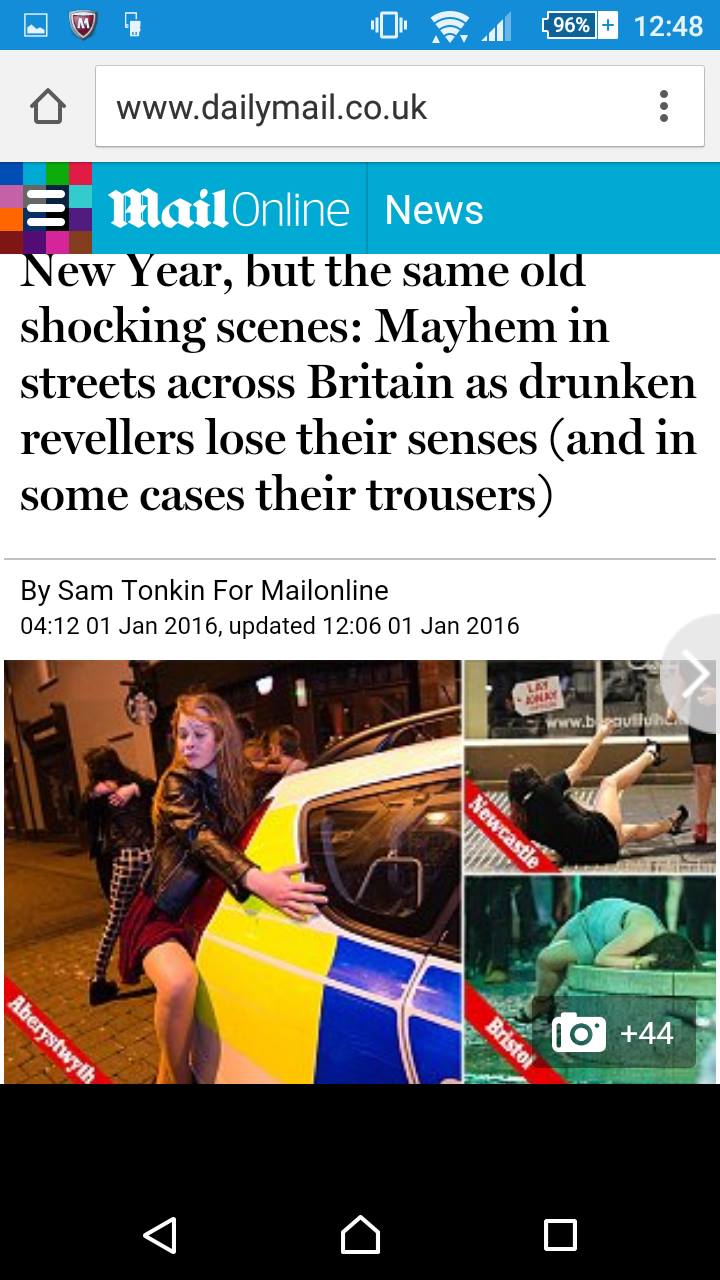 96% 12:48
www.dailymail.co.uk
MailOnline News
New Year, but the same old
shocking scenes: Mayhem in
streets across Britain as drunken
revellers lose their senses (and in
some cases their trousers)
By Sam Tonkin For Mailonline
04:12 01 Jan 2016, updated 12:06 01 Jan 2016
LAY
Newcastle
Aberystwyth
Bristol
+44